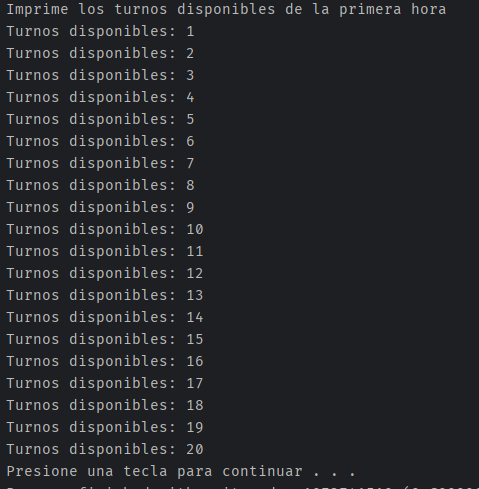 Imprime los turnos disponibles de la primera hora
Turnos disponibles: 1
Turnos disponibles: 2
Turnos disponibles: 3
Turnos disponibles: 4
Turnos disponibles: 5
Turnos disponibles: 6
Turnos disponibles: 7
Turnos disponibles: 8
Turnos disponibles: 9
Turnos disponibles: 10
Turnos disponibles: 11
Turnos disponibles: 12
Turnos disponibles: 13
Turnos disponibles: 14
Turnos disponibles: 15
Turnos disponibles: 16
Turnos disponibles: 17
Turnos disponibles: 18
Turnos disponibles: 19
Turnos disponibles: 20
Presione una tecla para continuar . . .